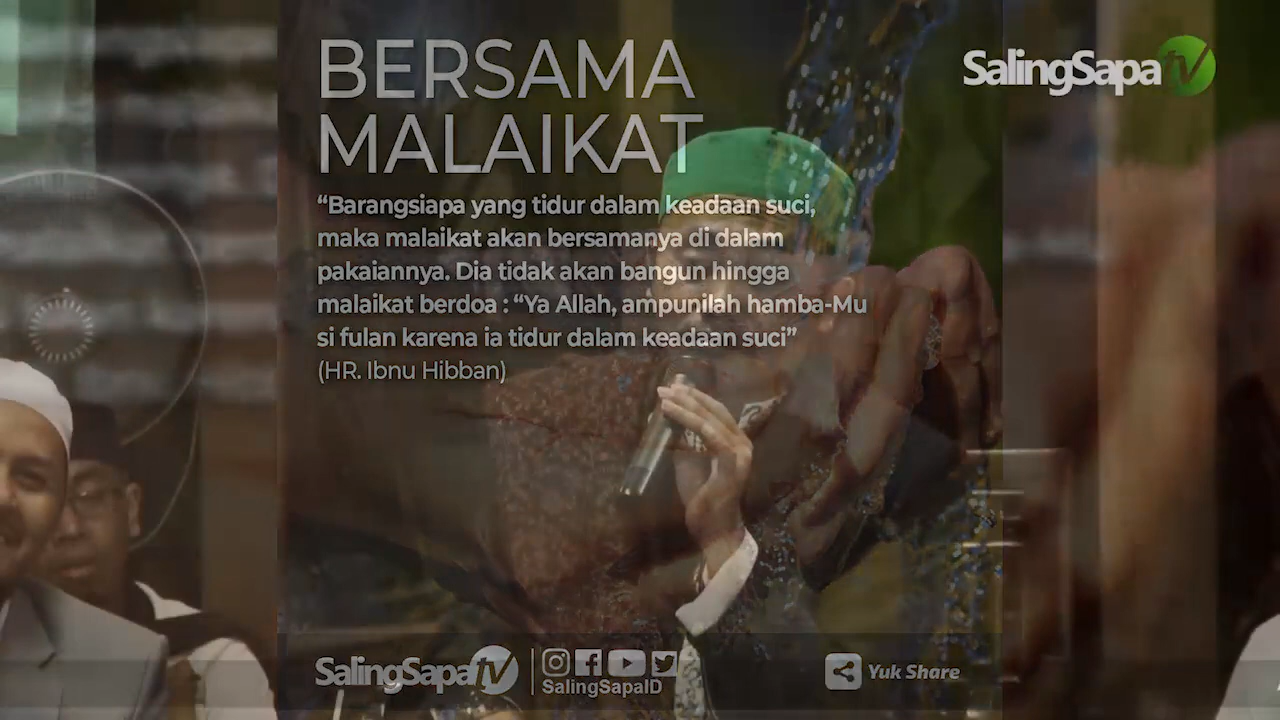 BERSAMA
MALAIKAT
SalingSapa tv
“Barangsiapa yang tidur dalam keadaan suci,
maka malaikat akan bersamanya di dalam
pakaiannya. Dia tidak akan bangun hingga
malaikat berdoa : “Ya Allah, ampunilah hamba-Mu
si fulan karena ia tidur dalam keadaan suci”
(HR. Ibnu Hibban)
SalingSapa tv
SalingSapaID
Yuk Share